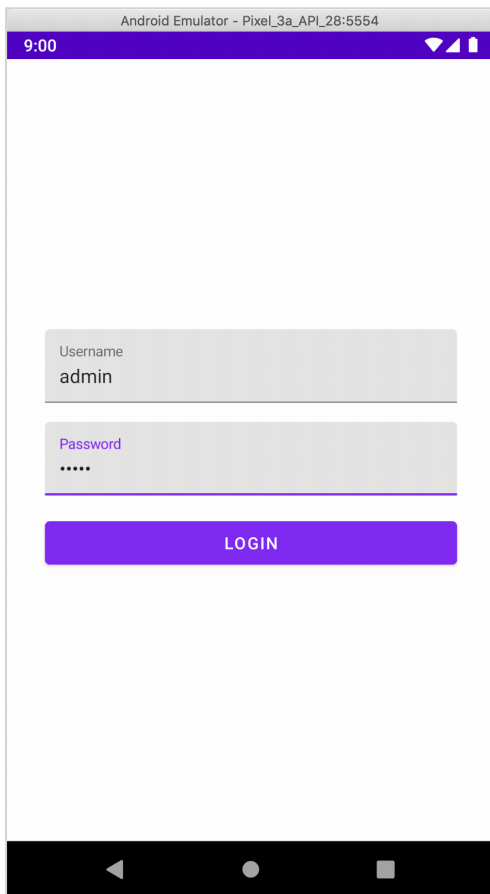 Android Emulator - Pixel_3a_API_28:5554
9:00
Username
admin
Password
•••••
LOGIN